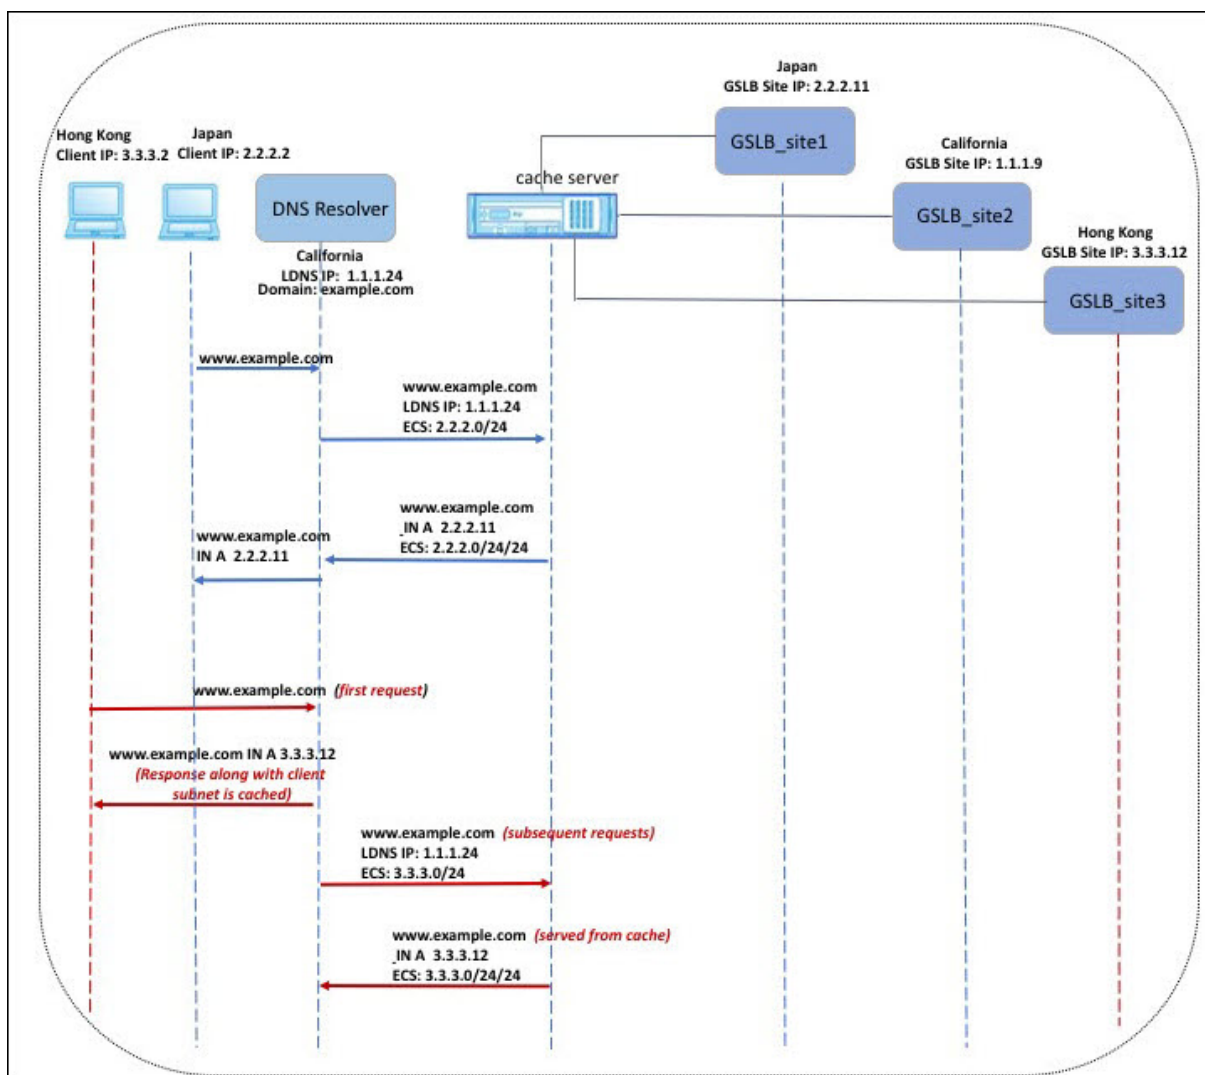 Japan
GSLB Site IP: 2.2.2.11
GSLB_site1
Hong Kong
Client IP: 3.3.3.2
Japan
Client IP: 2.2.2.2
California
GSLB Site IP: 1.1.1.9
cache server
DNS Resolver
GSLB_site2
Hong Kong
GSLB Site IP: 3.3.3.12
GSLB_site3
California
LDNS IP: 1.1.1.24
Domain: example.com
www.example.com
www.example.com
LDNS IP: 1.1.1.24
ECS: 2.2.2.0/24
www.example.com
_IN A 2.2.2.11
ECS: 2.2.2.0/24/24
www.example.com
IN A 2.2.2.11
www.example.com (first request)
www.example.com IN A 3.3.3.12
(Response along with client
subnet is cached)
www.example.com (subsequent requests)
LDNS IP: 1.1.1.24
ECS: 3.3.3.0/24
www.example.com (served from cache)
_IN A 3.3.3.12
ECS: 3.3.3.0/24/24